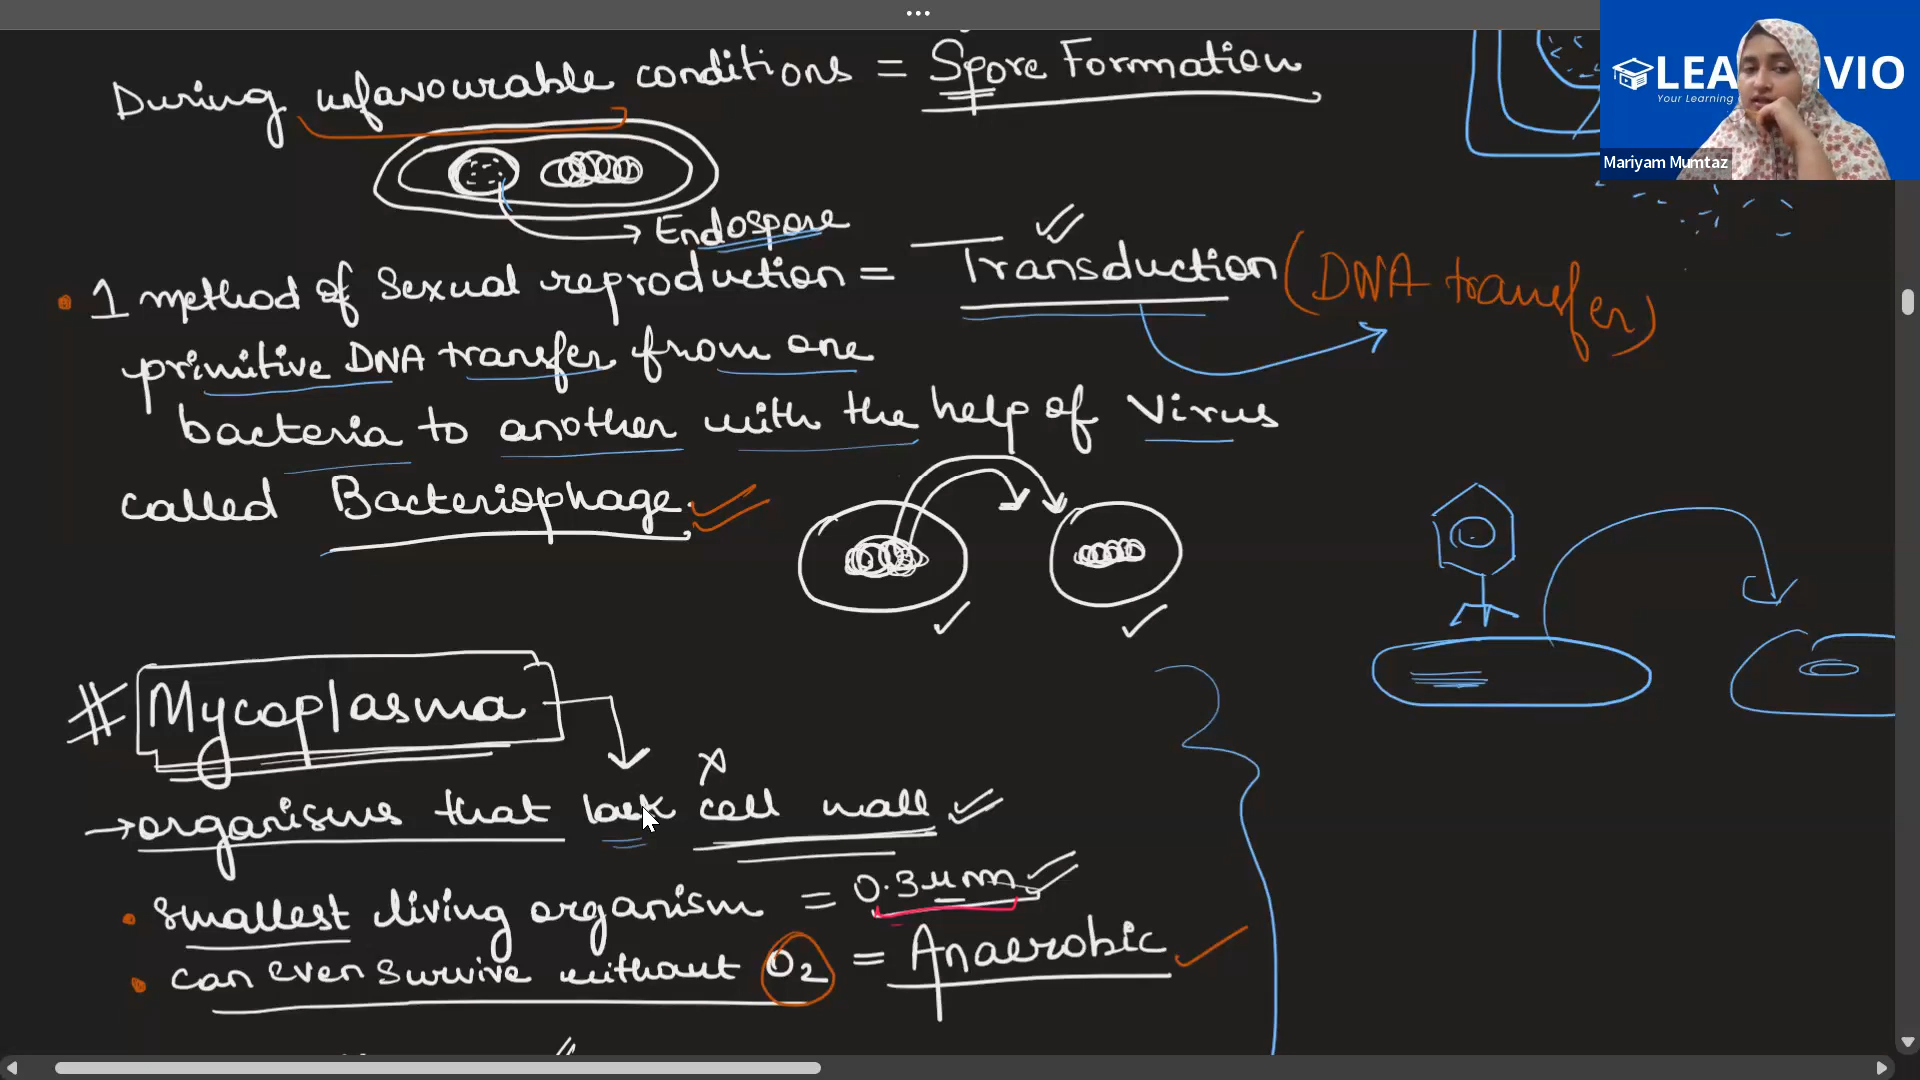 During unfavourable conditions = Spore Formation
Endospore
• 1 method of Sexual reproduction = Transduction (DNA transfer)
primitive DNA transfer from one
bacteria to another with the help of Virus
called Bacteriophage.
# Mycoplasma
→ organisms that lack cell wall
• smallest living organism = 0.3 µm
• can even survive without O2 = Anaerobic
LEA VIO
Your Learning
Mariyam Mumtaz